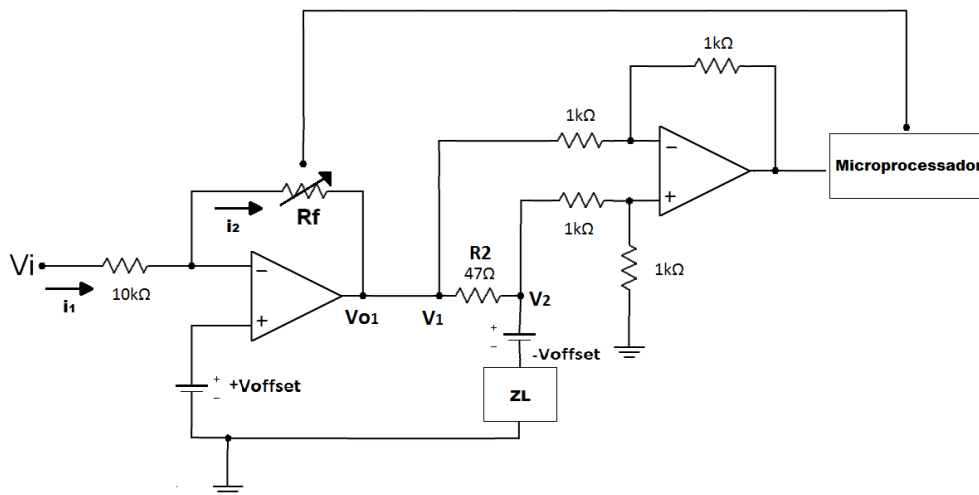 1kΩ
1kΩ
Microprocessador
1kΩ
Rf
i2
R2
47Ω
1kΩ
Vi
i1
10kΩ
Vo1
V1
V2
+Voffset
-Voffset
ZL